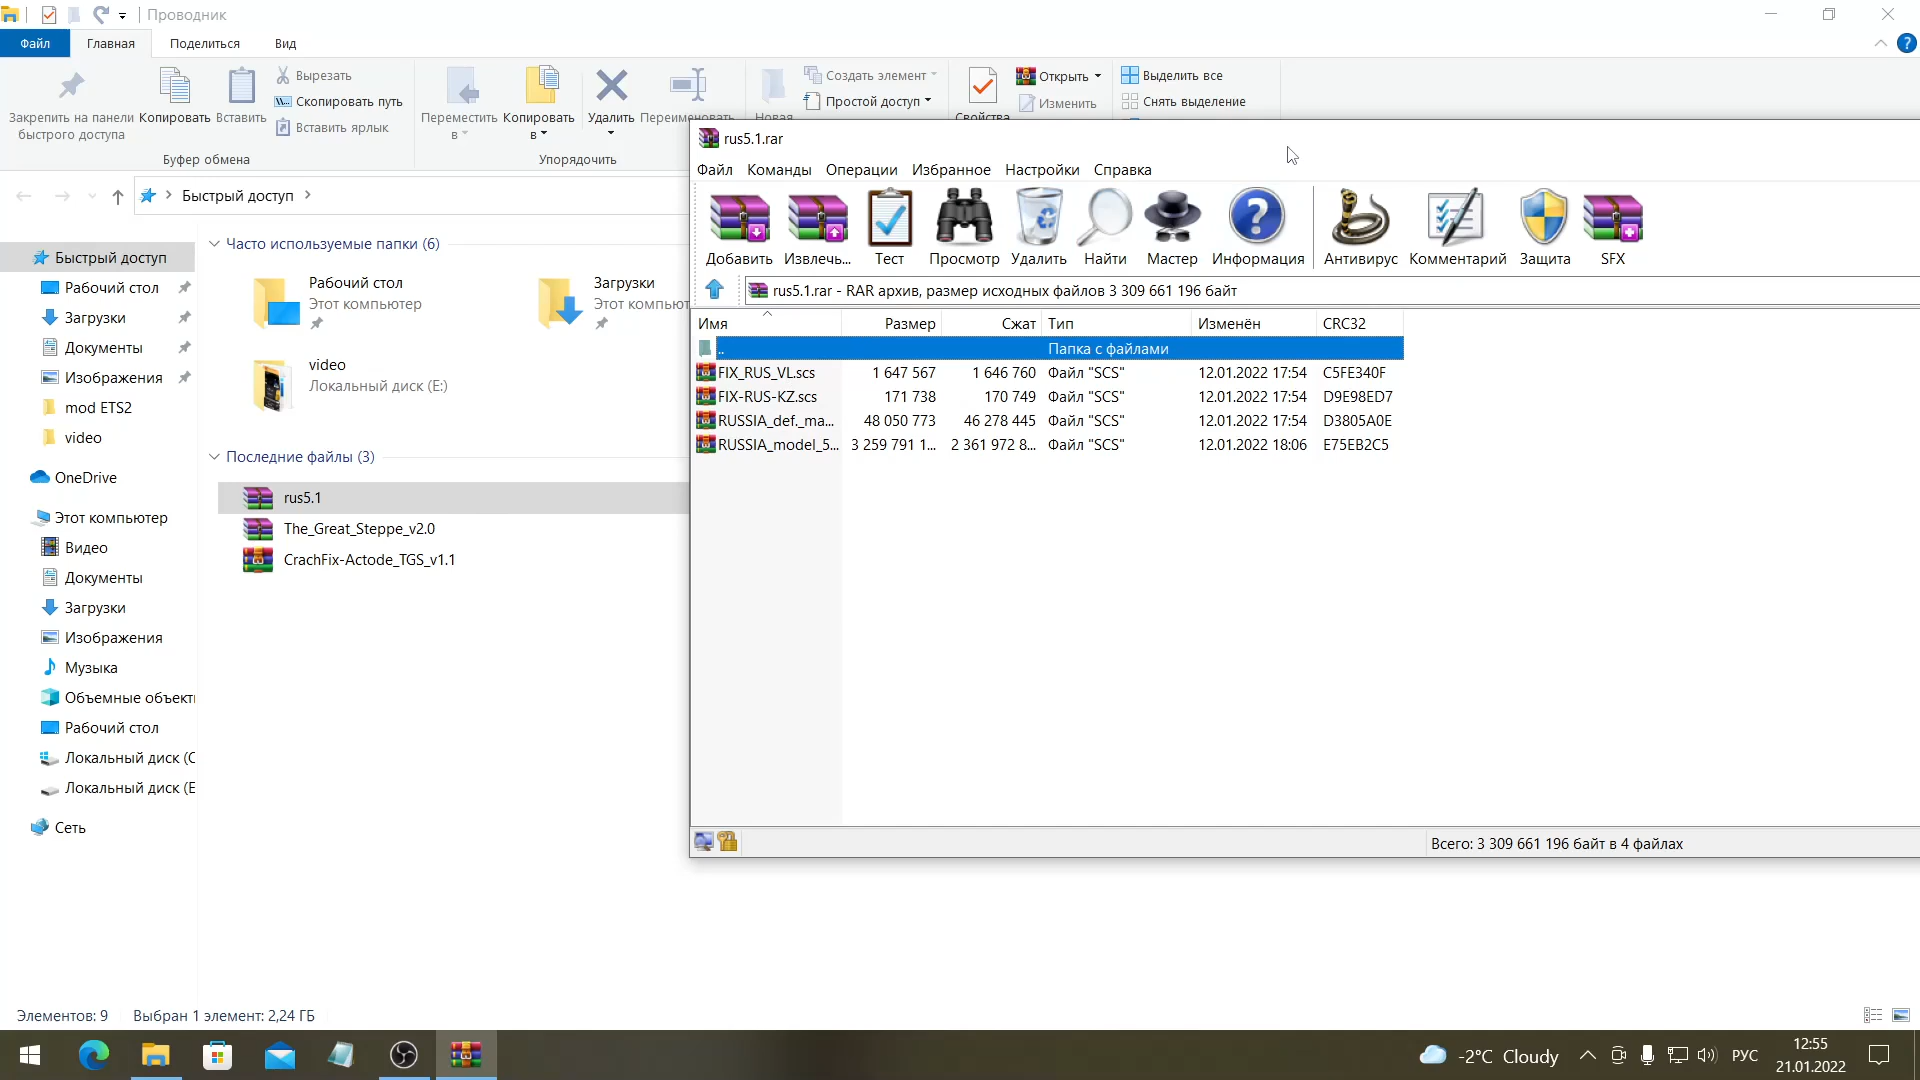 Проводник
Файл
Главная
Поделиться
Вид
Закрепить на панели
быстрого доступа
Копировать
Вставить
Вырезать
Скопировать путь
Вставить ярлык
Буфер обмена
Переместить
в
Копировать
в
Удалить
Переименовать
Упорядочить
Новая
Создать элемент
Простой доступ
Свойства
Открыть
Изменить
Выделить все
Снять выделение
Быстрый доступ
Быстрый доступ
Рабочий стол
Загрузки
Документы
Изображения
mod ETS2
video
OneDrive
Этот компьютер
Видео
Документы
Загрузки
Изображения
Музыка
Объемные объект
Рабочий стол
Локальный диск (C
Локальный диск (E
Сеть
Часто используемые папки (6)
Рабочий стол
Этот компьютер
Загрузки
Этот компьют
video
Локальный диск (E:)
Последние файлы (3)
rus5.1
The_Great_Steppe_v2.0
CrachFix-Actode_TGS_v1.1
rus5.1.rar
Файл Команды Операции Избранное Настройки Справка
Добавить Извлечь... Тест Просмотр Удалить Найти Мастер Информация Антивирус Комментарий Защита SFX
rus5.1.rar - RAR архив, размер исходных файлов 3 309 661 196 байт
Имя Размер Сжат Тип Изменён CRC32
.. Папка с файлами
FIX_RUS_VL.scs 1 647 567 1 646 760 Файл "SCS" 12.01.2022 17:54 C5FE340F
FIX-RUS-KZ.scs 171 738 170 749 Файл "SCS" 12.01.2022 17:54 D9E98ED7
RUSSIA_def._ma... 48 050 773 46 278 445 Файл "SCS" 12.01.2022 17:54 D3805A0E
RUSSIA_model_5... 3 259 791 1... 2 361 972 8... Файл "SCS" 12.01.2022 18:06 E75EB2C5
Всего: 3 309 661 196 байт в 4 файлах
Элементов: 9 Выбран 1 элемент: 2,24 ГБ
-2°C Cloudy
РУС
12:55
21.01.2022